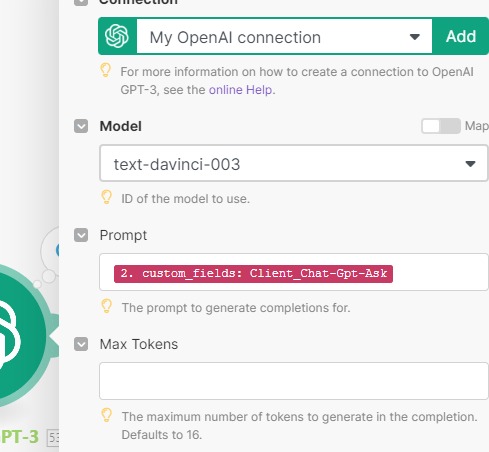 Connection
My OpenAI connection
Add
For more information on how to create a connection to OpenAI
GPT-3, see the online Help.
Model
Map
text-davinci-003
ID of the model to use.
Prompt
2. custom_fields: Client_Chat-Gpt-Ask
The prompt to generate completions for.
Max Tokens
The maximum number of tokens to generate in the completion.
Defaults to 16.
PT-3